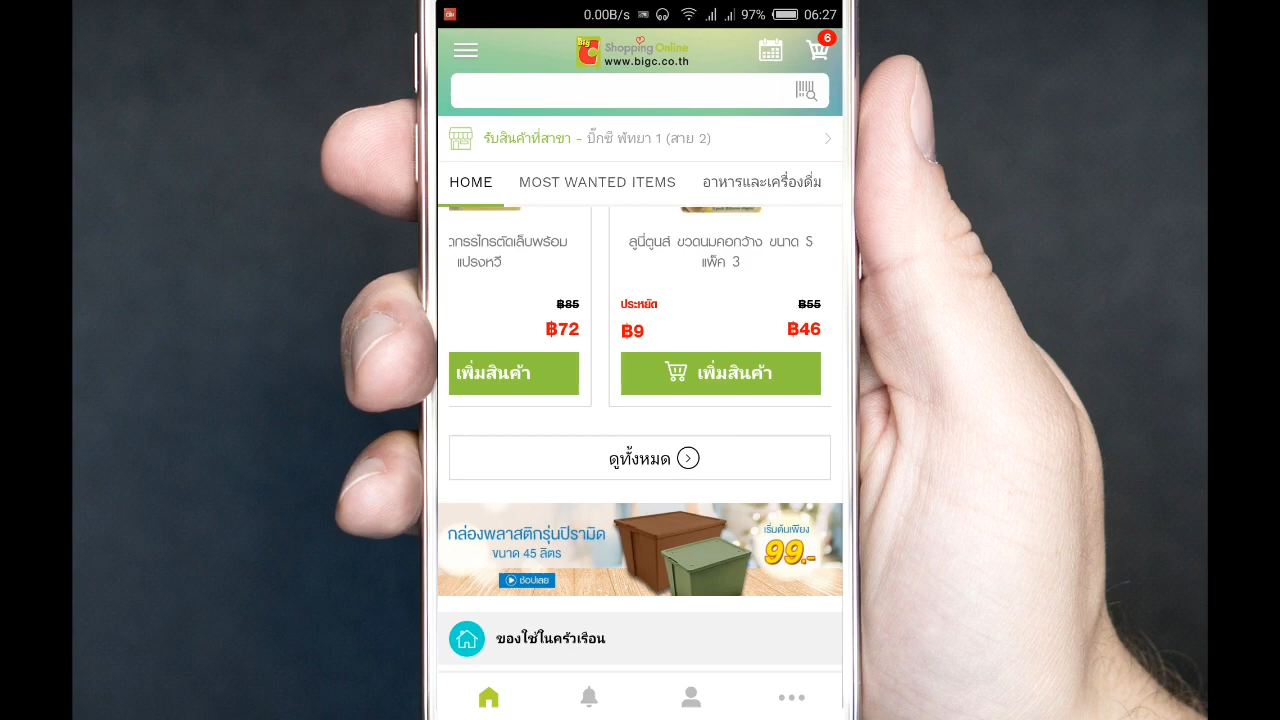 0.00B/s 97% 06:27
Big C Shopping Online
www.bigc.co.th
6
รับสินค้าที่สาขา - บิ๊กซี พัทยา 1 (สาย 2)
HOME MOST WANTED ITEMS อาหารและเครื่องดื่ม
กรรไกรตัดเล็บพร้อม
แปรงหวี
ลูนี่ตูนส์ ขวดนมคอกว้าง ขนาด S
แพ็ค 3
฿85
฿72
ประหยัด ฿55
฿9 ฿46
เพิ่มสินค้า
เพิ่มสินค้า
ดูทั้งหมด
กล่องพลาสติกรุ่นปิรามิด
ขนาด 45 ลิตร
ช้อปเลย
เริ่มต้นเพียง
99.-
ของใช้ในครัวเรือน